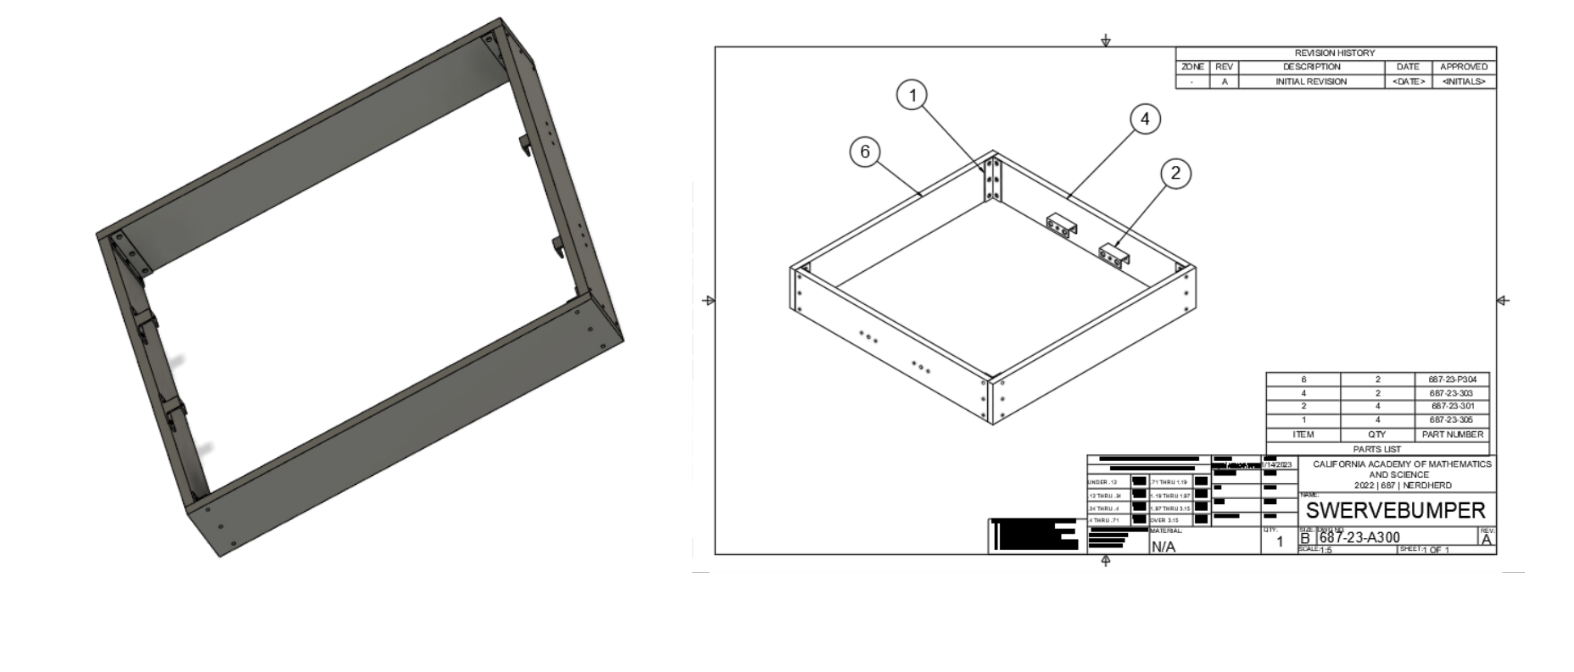 REVISION HISTORY
ZONE REV DESCRIPTION DATE APPROVED
- A INITIAL REVISION <DATE> <INITIALS>
1
4
6
2
6 2 687-23-P304
4 2 687-23-303
2 4 687-23-301
1 4 687-23-305
ITEM QTY PART NUMBER
PARTS LIST
CALIFORNIA ACADEMY OF MATHEMATICS
AND SCIENCE
2022 | 687 | NERDHERD
NAME:
SWERVEBUMPER
1/14/2023
UNDER .12 .71 THRU 1.19
.12 THRU .24 1.19 THRU 1.97
.24 THRU .4 1.97 THRU 3.15
.4 THRU .71 OVER 3.15
MATERIAL
N/A
QTY:
1
SIZE
B 687-23-A300
REV:
A
SCALE:1:5 SHEET:1 OF 1